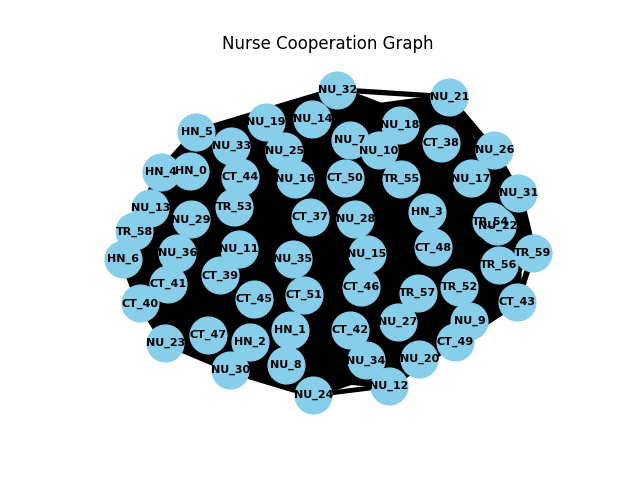 Nurse Cooperation Graph
NU_32
NU_21
NU_14
NU_19
NU_18
HN_5
NU_7
CT_38
NU_33
NU_25
NU_10
NU_26
HN_4
HN_0
CT_44
NU_16
CT_50
TR_55
NU_17
NU_31
NU_13
TR_53
NU_29
CT_37
NU_28
HN_3
TR_54
NU_22
TR_58
NU_36
NU_11
CT_48
TR_59
HN_6
NU_35
NU_15
TR_56
CT_41
CT_39
CT_46
TR_52
CT_40
CT_45
CT_51
TR_57
CT_43
NU_27
NU_9
CT_47
HN_1
CT_42
NU_23
HN_2
CT_49
NU_30
NU_8
NU_34
NU_20
NU_24
NU_12